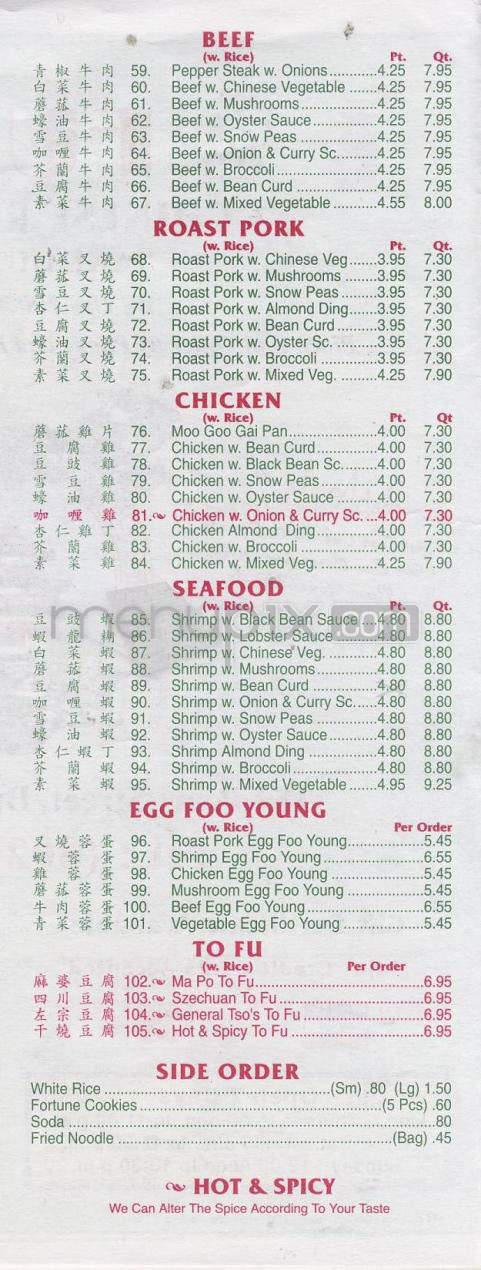 BEEF
(w. Rice) Pt. Qt.
青椒牛肉 59. Pepper Steak w. Onions............4.25 7.95
白菜牛肉 60. Beef w. Chinese Vegetable ......4.25 7.95
蘑菇牛肉 61. Beef w. Mushrooms...................4.25 7.95
蠔油牛肉 62. Beef w. Oyster Sauce................4.25 7.95
雪豆牛肉 63. Beef w. Snow Peas ..................4.25 7.95
咖喱牛肉 64. Beef w. Onion & Curry Sc..........4.25 7.95
芥蘭牛肉 65. Beef w. Broccoli.........................4.25 7.95
豆腐牛肉 66. Beef w. Bean Curd ...................4.25 7.95
素菜牛肉 67. Beef w. Mixed Vegetable...........4.55 8.00
ROAST PORK
(w. Rice) Pt. Qt.
白菜叉燒 68. Roast Pork w. Chinese Veg.......3.95 7.30
蘑菇叉燒 69. Roast Pork w. Mushrooms ........3.95 7.30
雪豆叉燒 70. Roast Pork w. Snow Peas.........3.95 7.30
杏仁叉丁 71. Roast Pork w. Almond Ding.......3.95 7.30
豆腐叉燒 72. Roast Pork w. Bean Curd..........3.95 7.30
蠔油叉燒 73. Roast Pork w. Oyster Sc...........3.95 7.30
芥蘭叉燒 74. Roast Pork w. Broccoli .............3.95 7.30
素菜叉燒 75. Roast Pork w. Mixed Veg. .........4.25 7.90
CHICKEN
(w. Rice) Pt. Qt
蘑菇雞片 76. Moo Goo Gai Pan......................4.00 7.30
豆腐雞 77. Chicken w. Bean Curd...............4.00 7.30
豆豉雞 78. Chicken w. Black Bean Sc.........4.00 7.30
雪豆雞 79. Chicken w. Snow Peas..............4.00 7.30
蠔油雞 80. Chicken w. Oyster Sauce ..........4.00 7.30
咖喱雞 81. Chicken w. Onion & Curry Sc. ...4.00 7.30
杏仁雞丁 82. Chicken Almond Ding...............4.00 7.30
芥蘭雞 83. Chicken w. Broccoli ...................4.00 7.30
素菜雞 84. Chicken w. Mixed Veg. ..............4.25 7.90
SEAFOOD
(w. Rice) Pt. Qt.
豆豉蝦 85. Shrimp w. Black Bean Sauce....4.80 8.80
蝦龍糊 86. Shrimp w. Lobster Sauce...........4.80 8.80
白菜蝦 87. Shrimp w. Chinese Veg. ............4.80 8.80
蘑菇蝦 88. Shrimp w. Mushrooms...............4.80 8.80
豆腐蝦 89. Shrimp w. Bean Curd ................4.80 8.80
咖喱蝦 90. Shrimp w. Onion & Curry Sc......4.80 8.80
雪豆蝦 91. Shrimp w. Snow Peas ...............4.80 8.80
蠔油蝦 92. Shrimp w. Oyster Sauce............4.80 8.80
杏仁蝦丁 93. Shrimp Almond Ding .................4.80 8.80
芥蘭蝦 94. Shrimp w. Broccoli.....................4.80 8.80
素菜蝦 95. Shrimp w. Mixed Vegetable........4.95 9.25
EGG FOO YOUNG
(w. Rice) Per Order
叉燒蓉蛋 96. Roast Pork Egg Foo Young...................5.45
蝦蓉蛋 97. Shrimp Egg Foo Young.........................6.55
雞蓉蛋 98. Chicken Egg Foo Young ......................5.45
蘑菇蓉蛋 99. Mushroom Egg Foo Young ...................5.45
牛肉蓉蛋 100. Beef Egg Foo Young.............................6.55
青菜蓉蛋 101. Vegetable Egg Foo Young....................5.45
TO FU
(w. Rice) Per Order
麻婆豆腐 102. Ma Po To Fu..........................................6.95
四川豆腐 103. Szechuan To Fu....................................6.95
左宗豆腐 104. General Tso's To Fu..............................6.95
干燒豆腐 105. Hot & Spicy To Fu .................................6.95
SIDE ORDER
White Rice ........................................................(Sm) .80 (Lg) 1.50
Fortune Cookies ............................................................(5 Pcs) .60
Soda .........................................................................................80
Fried Noodle ....................................................................(Bag) .45
HOT & SPICY
We Can Alter The Spice According To Your Taste
menupix.com